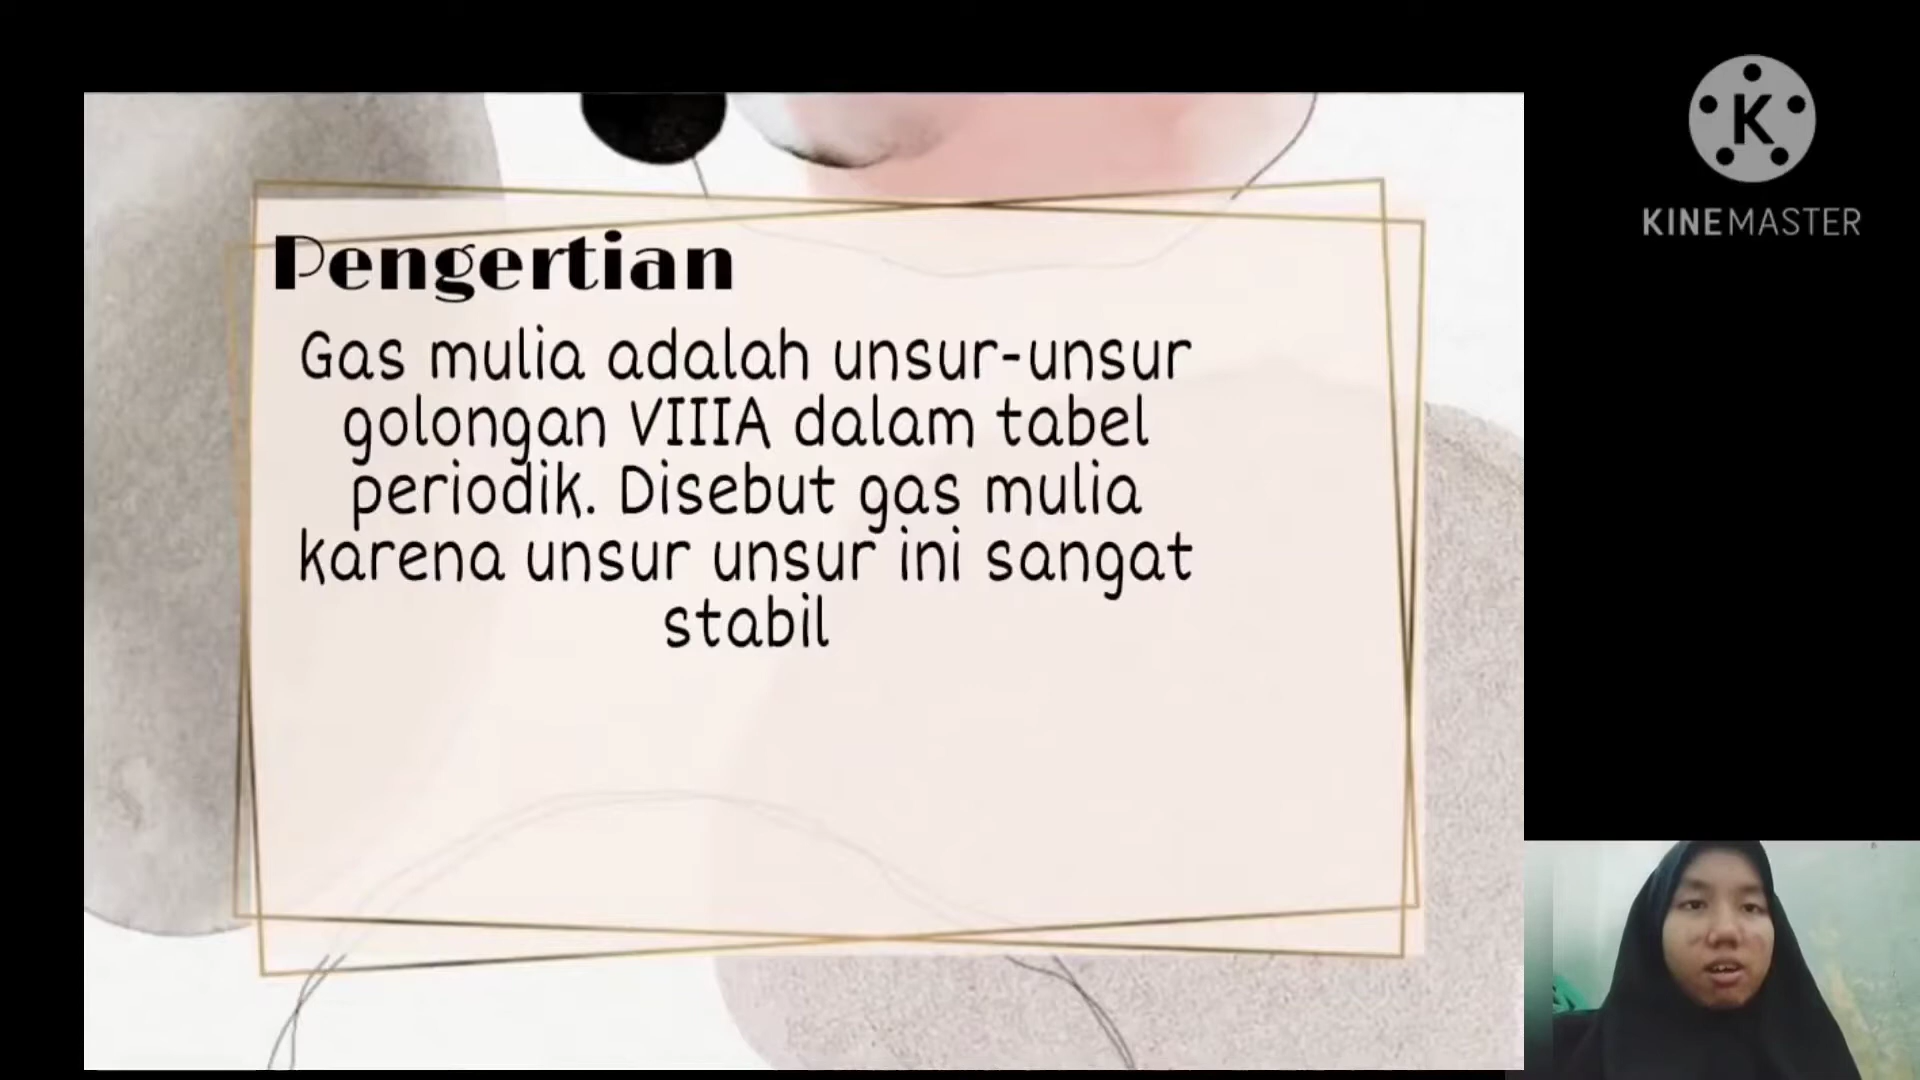 Pengertian
Gas mulia adalah unsur-unsur
golongan VIIIA dalam tabel
periodik. Disebut gas mulia
karena unsur unsur ini sangat
stabil
K
KINEMASTER